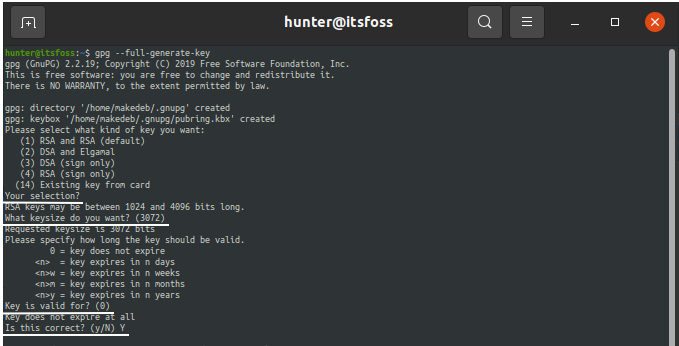 hunter@itsfoss
hunter@itsfoss:~$ gpg --full-generate-key
gpg (GnuPG) 2.2.19; Copyright (C) 2019 Free Software Foundation, Inc.
This is free software: you are free to change and redistribute it.
There is NO WARRANTY, to the extent permitted by law.
gpg: directory '/home/makedeb/.gnupg' created
gpg: keybox '/home/makedeb/.gnupg/pubring.kbx' created
Please select what kind of key you want:
(1) RSA and RSA (default)
(2) DSA and Elgamal
(3) DSA (sign only)
(4) RSA (sign only)
(14) Existing key from card
Your selection?
RSA keys may be between 1024 and 4096 bits long.
What keysize do you want? (3072)
Requested keysize is 3072 bits
Please specify how long the key should be valid.
0 = key does not expire
<n>  = key expires in n days
<n>w = key expires in n weeks
<n>m = key expires in n months
<n>y = key expires in n years
Key is valid for? (0)
Key does not expire at all
Is this correct? (y/N) Y